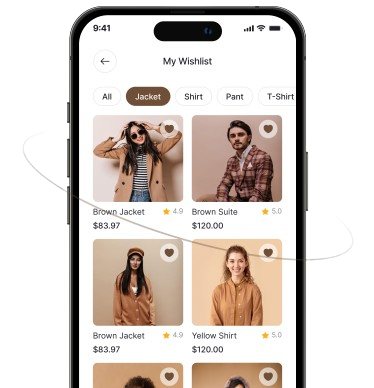 9:41
My Wishlist
All Jacket Shirt Pant T-Shirt
Brown Jacket 4.9 Brown Suite 5.0
$83.97 $120.00
Brown Jacket 4.9 Yellow Shirt 5.0
$83.97 $120.00